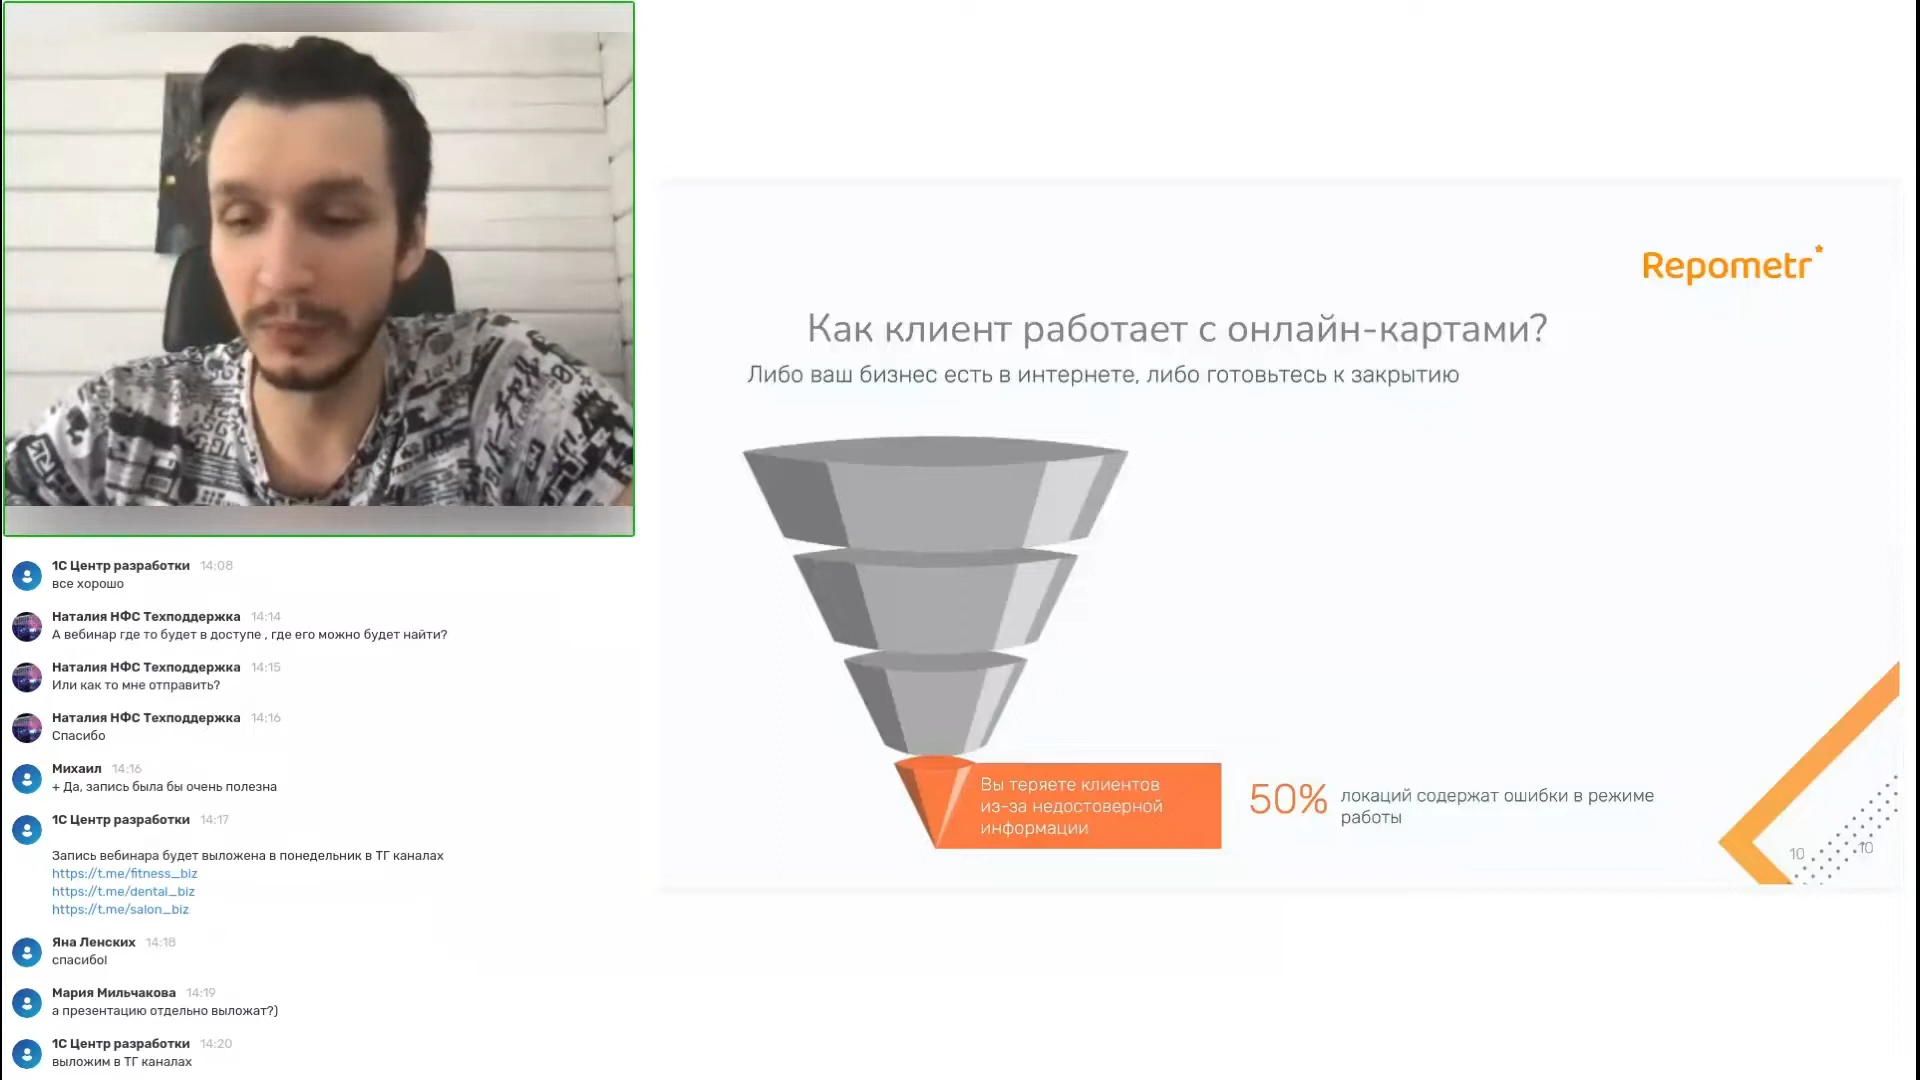 1С Центр разработки 14:08
все хорошо
Наталия НФС Техподдержка 14:14
А вебинар где то будет в доступе , где его можно будет найти?
Наталия НФС Техподдержка 14:15
Или как то мне отправить?
Наталия НФС Техподдержка 14:16
Спасибо
Михаил 14:16
+ Да, запись была бы очень полезна
1С Центр разработки 14:17
Запись вебинара будет выложена в понедельник в ТГ каналах
https://t.me/fitness_biz
https://t.me/dental_biz
https://t.me/salon_biz
Яна Ленских 14:18
спасибо!
Мария Мильчакова 14:19
а презентацию отдельно выложат?)
1С Центр разработки 14:20
выложим в ТГ каналах
Repometr
Как клиент работает с онлайн-картами?
Либо ваш бизнес есть в интернете, либо готовьтесь к закрытию
Вы теряете клиентов
из-за недостоверной
информации
50%
локаций содержат ошибки в режиме
работы
10
10